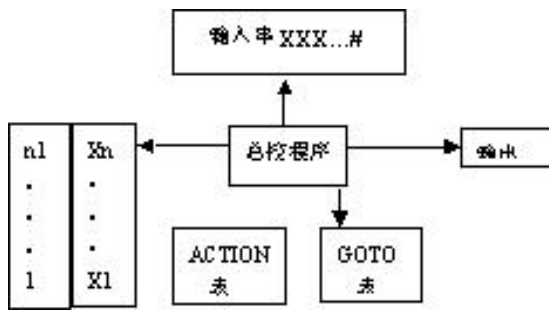 输入串XXX...#
n1
.
.
.
1
Xn
.
.
.
X1
总控程序
输出
ACTION
表
GOTO
表